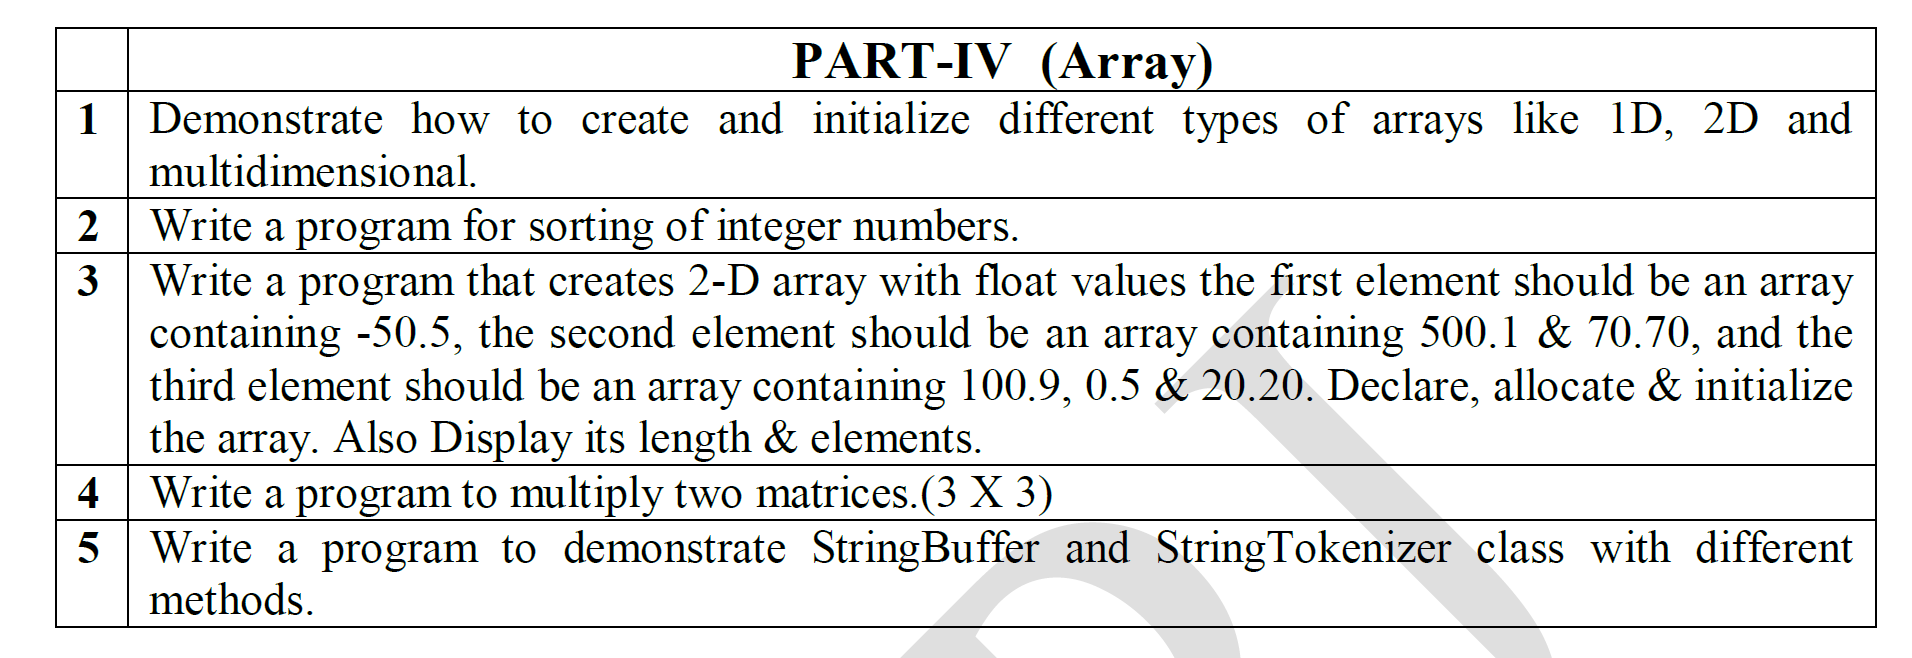 PART-IV (Array)
1 Demonstrate how to create and initialize different types of arrays like 1D, 2D and
multidimensional.
2 Write a program for sorting of integer numbers.
3 Write a program that creates 2-D array with float values the first element should be an array
containing -50.5, the second element should be an array containing 500.1 & 70.70, and the
third element should be an array containing 100.9, 0.5 & 20.20. Declare, allocate & initialize
the array. Also Display its length & elements.
4 Write a program to multiply two matrices.(3 X 3)
5 Write a program to demonstrate StringBuffer and StringTokenizer class with different
methods.